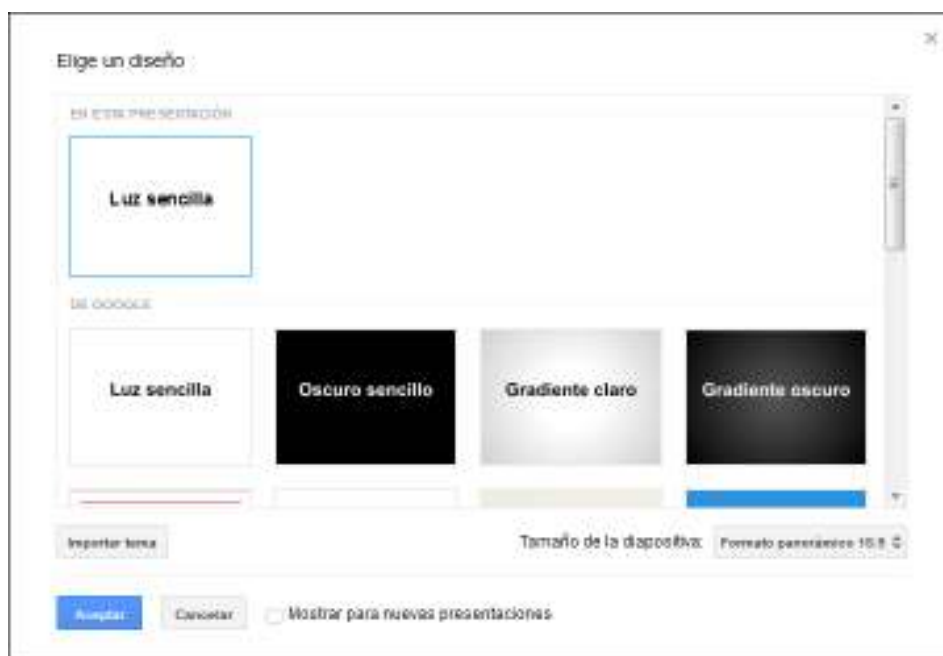 Elige un diseño
EN ESTA PRESENTACIÓN
Luz sencilla
DE GOOGLE
Luz sencilla
Oscuro sencillo
Gradiente claro
Gradiente oscuro
Importar tema
Tamaño de la diapositiva: Formato panorámico 16:9
Aceptar
Cancelar
Mostrar para nuevas presentaciones